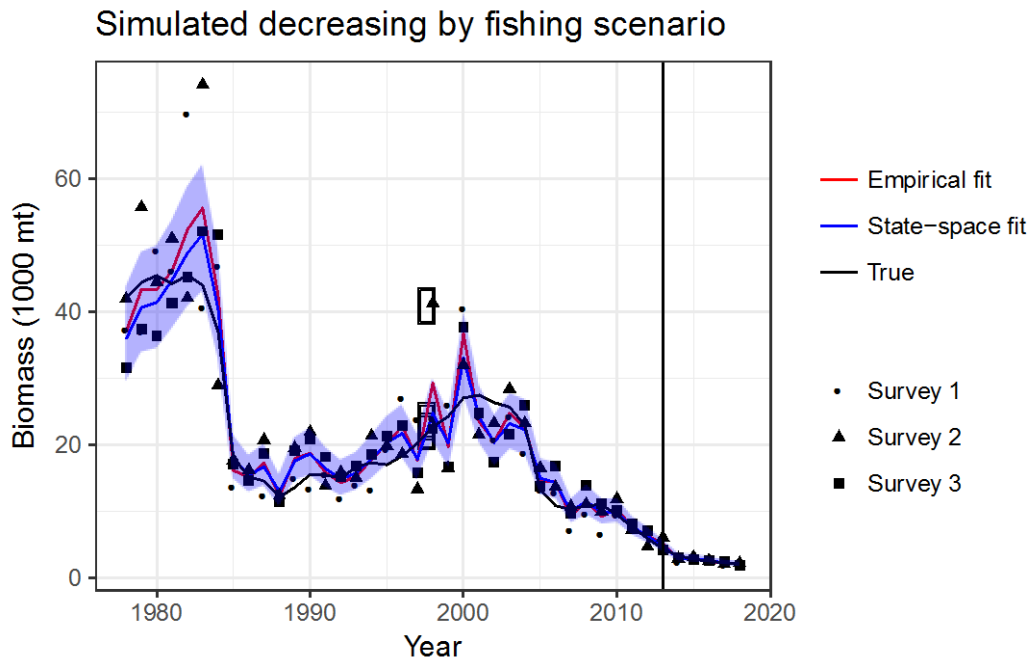 Simulated decreasing by fishing scenario
Biomass (1000 mt)
60
40
20
0
1980
1990
2000
2010
2020
Year
Empirical fit
State−space fit
True
Survey 1
Survey 2
Survey 3